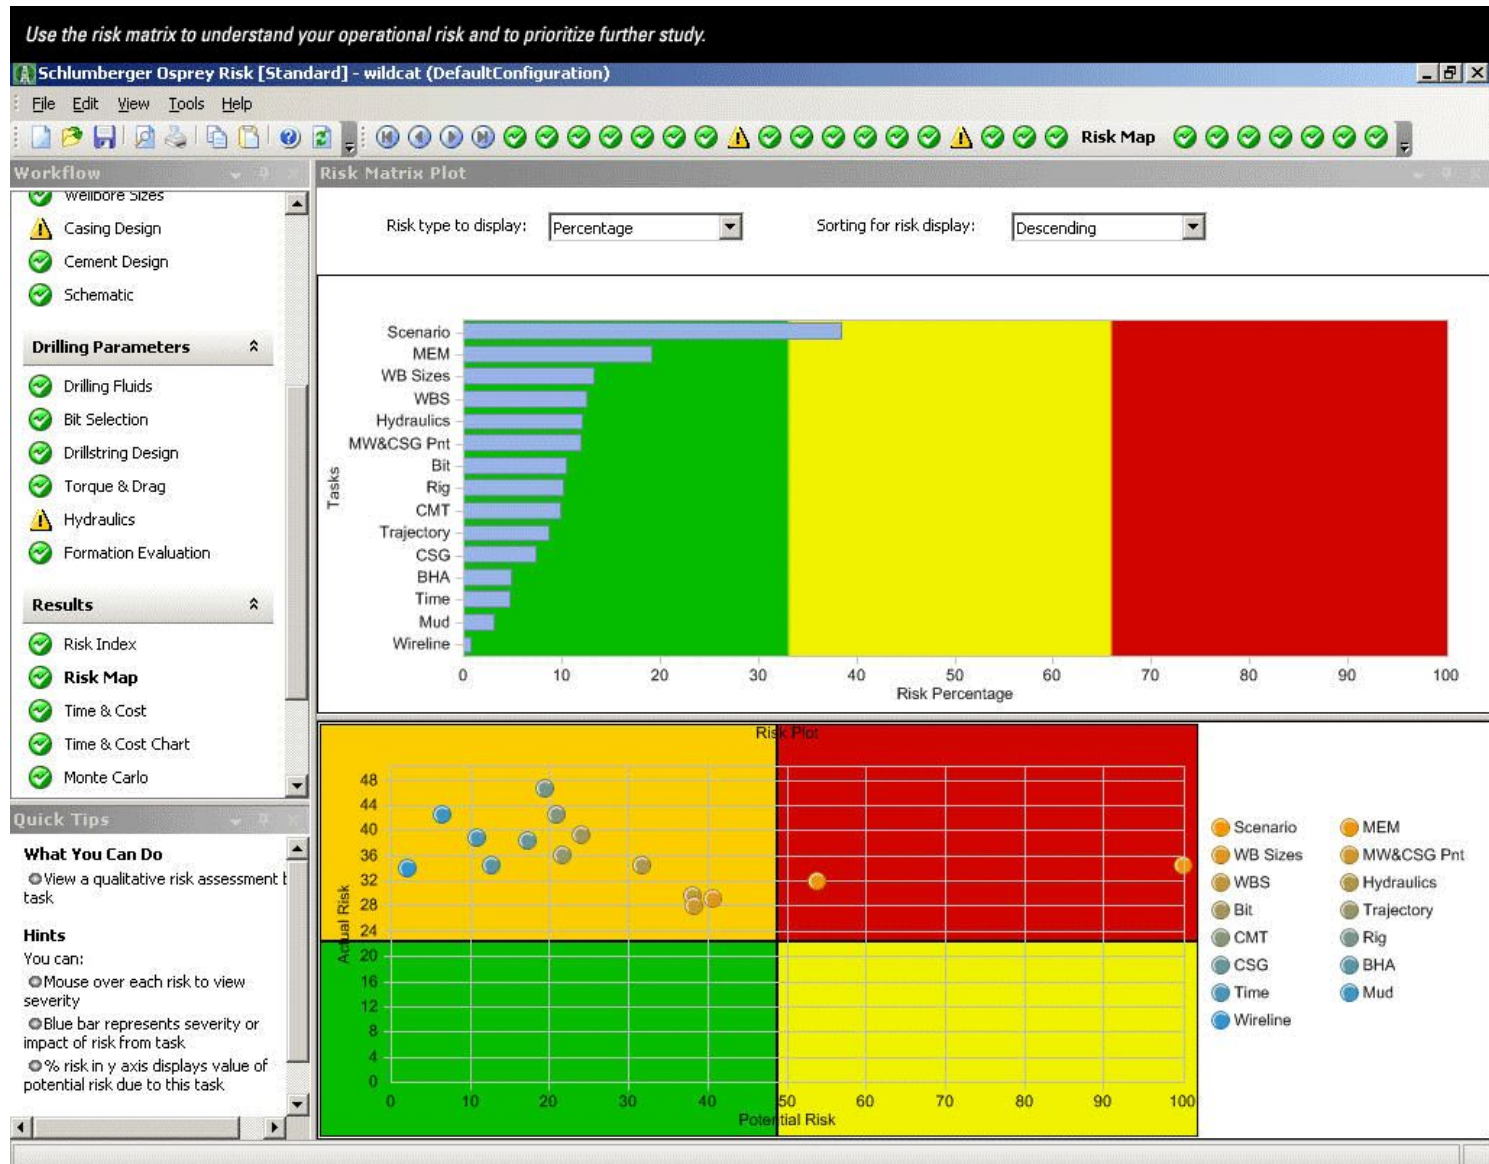 Use the risk matrix to understand your operational risk and to prioritize further study.
Schlumberger Osprey Risk [Standard] - wildcat (DefaultConfiguration)
File Edit View Tools Help
Risk Map
Workflow
Wellbore Sizes
Casing Design
Cement Design
Schematic
Drilling Parameters
Drilling Fluids
Bit Selection
Drillstring Design
Torque & Drag
Hydraulics
Formation Evaluation
Results
Risk Index
Risk Map
Time & Cost
Time & Cost Chart
Monte Carlo
Quick Tips
What You Can Do
View a qualitative risk assessment b
task
Hints
You can:
Mouse over each risk to view
severity
Blue bar represents severity or
impact of risk from task
% risk in y axis displays value of
potential risk due to this task
Risk Matrix Plot
Risk type to display: Percentage Sorting for risk display: Descending
Tasks
Scenario
MEM
WB Sizes
WBS
Hydraulics
MW&CSG Pnt
Bit
Rig
CMT
Trajectory
CSG
BHA
Time
Mud
Wireline
0 10 20 30 40 50 60 70 80 90 100
Risk Percentage
Risk Plot
Actual Risk
48
44
40
36
32
28
24
20
16
12
8
4
0
0 10 20 30 40 50 60 70 80 90 100
Potential Risk
Scenario MEM
WB Sizes MW&CSG Pnt
WBS Hydraulics
Bit Trajectory
CMT Rig
CSG BHA
Time Mud
Wireline